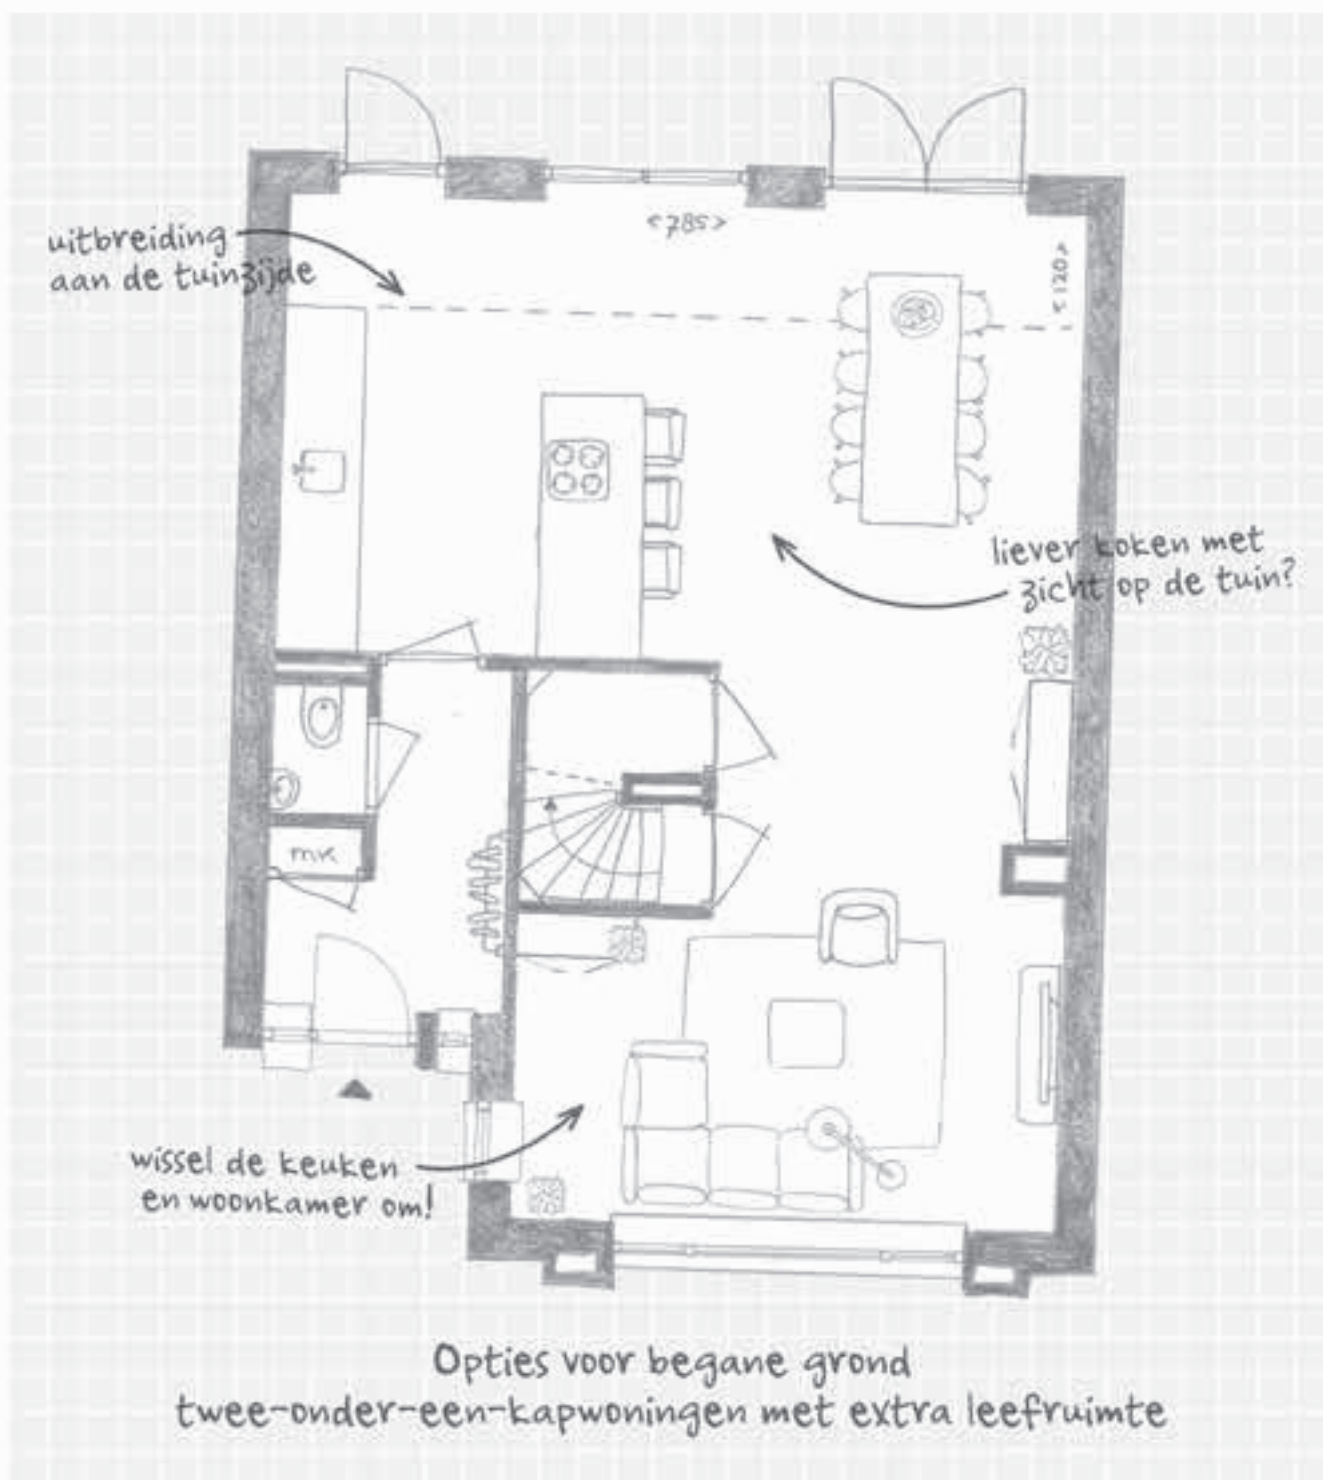 <785>
uitbreiding
aan de tuinzijde
<120>
liever koken met
zicht op de tuin?
mk
wissel de keuken
en woonkamer om!
Opties voor begane grond
twee-onder-een-kapwoningen met extra leefruimte